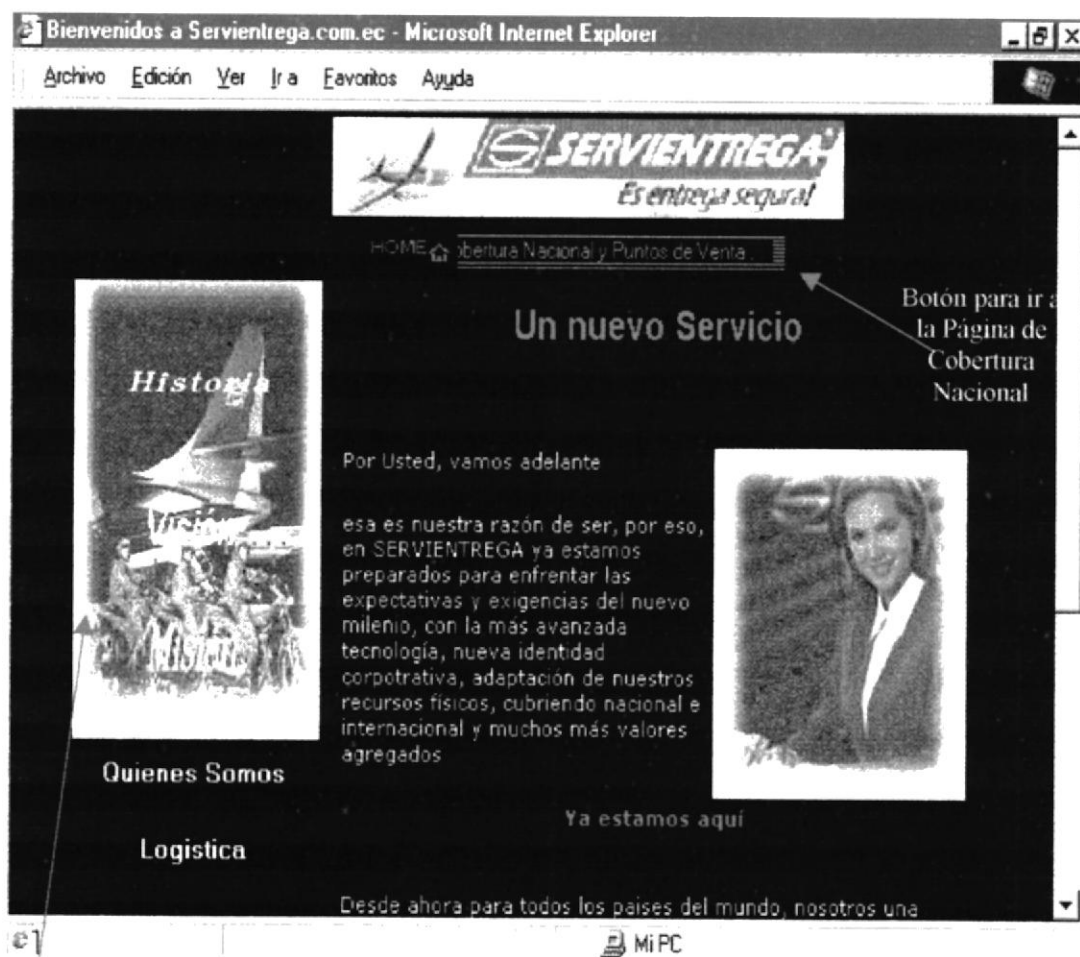 Bienvenidos a Servientrega.com.ec - Microsoft Internet Explorer
Archivo Edición Ver Ir a Favoritos Ayuda
SERVIENTREGA
Es entrega segura!
HOME obertura Nacional y Puntos de Venta .
Botón para ir a
la Página de
Cobertura
Nacional
Un nuevo Servicio
Historia
Visión
Misión
Por Usted, vamos adelante
esa es nuestra razón de ser, por eso,
en SERVIENTREGA ya estamos
preparados para enfrentar las
expectativas y exigencias del nuevo
milenio, con la más avanzada
tecnología, nueva identidad
corpotrativa, adaptación de nuestros
recursos físicos, cubriendo nacional e
internacional y muchos más valores
agregados
Quienes Somos
Logistica
Ya estamos aquí
Desde ahora para todos los paises del mundo, nosotros una
Mi PC